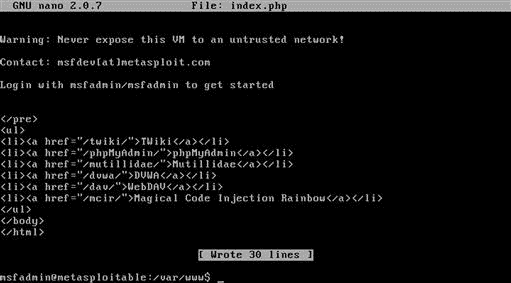 GNU nano 2.0.7 File: index.php
Warning: Never expose this VM to an untrusted network!
Contact: msfdev[at]metasploit.com
Login with msfadmin/msfadmin to get started
</pre>
<ul>
<li><a href="/twiki/">TWiki</a></li>
<li><a href="/phpMyAdmin/">phpMyAdmin</a></li>
<li><a href="/mutillidae/">Mutillidae</a></li>
<li><a href="/dvwa/">DVWA</a></li>
<li><a href="/dav/">WebDAV</a></li>
<li><a href="/mcir/">Magical Code Injection Rainbow</a></li>
</ul>
</body>
</html>
[ Wrote 30 lines ]
msfadmin@metasploitable:/var/www$ _